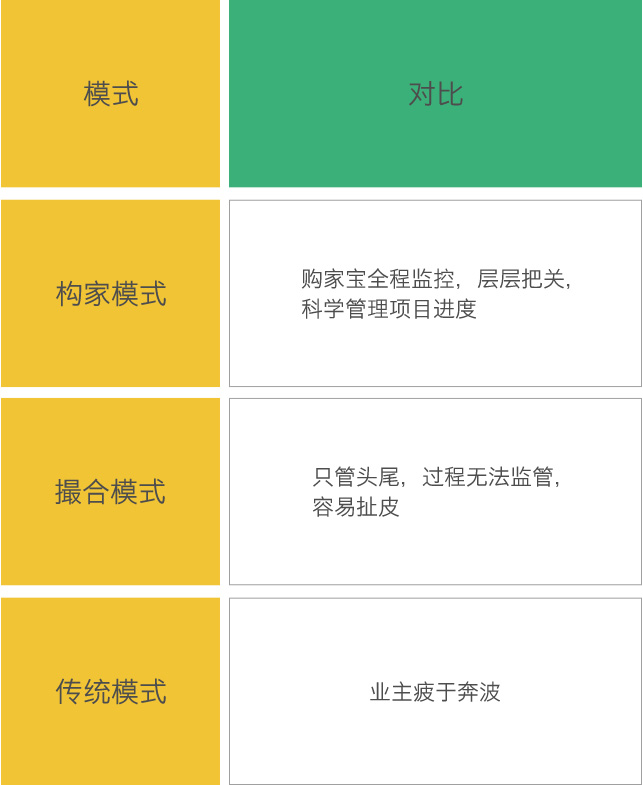 模式
对比
构家模式
购家宝全程监控，层层把关，
科学管理项目进度
撮合模式
只管头尾，过程无法监管，
容易扯皮
传统模式
业主疲于奔波